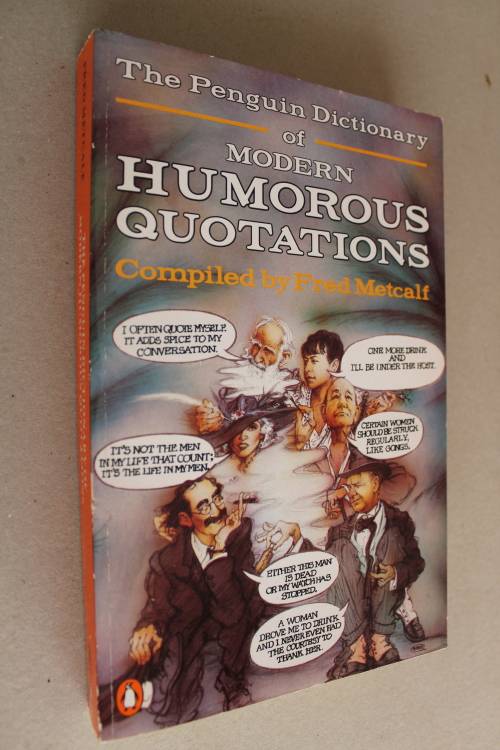 The Penguin Dictionary
of
MODERN
HUMOROUS
QUOTATIONS
Compiled by Fred Metcalf
I OFTEN QUOTE MYSELF.
IT ADDS SPICE TO MY
CONVERSATION.
ONE MORE DRINK
AND
I'LL BE UNDER THE HOST.
CERTAIN WOMEN
SHOULD BE STRUCK
REGULARLY,
LIKE GONGS.
IT'S NOT THE MEN
IN MY LIFE THAT COUNT;
IT'S THE LIFE IN MY MEN.
EITHER THIS MAN
IS DEAD
OR MY WATCH HAS
STOPPED.
A WOMAN
DROVE ME TO DRINK
AND I NEVER EVEN HAD
THE COURTESY TO
THANK HER.